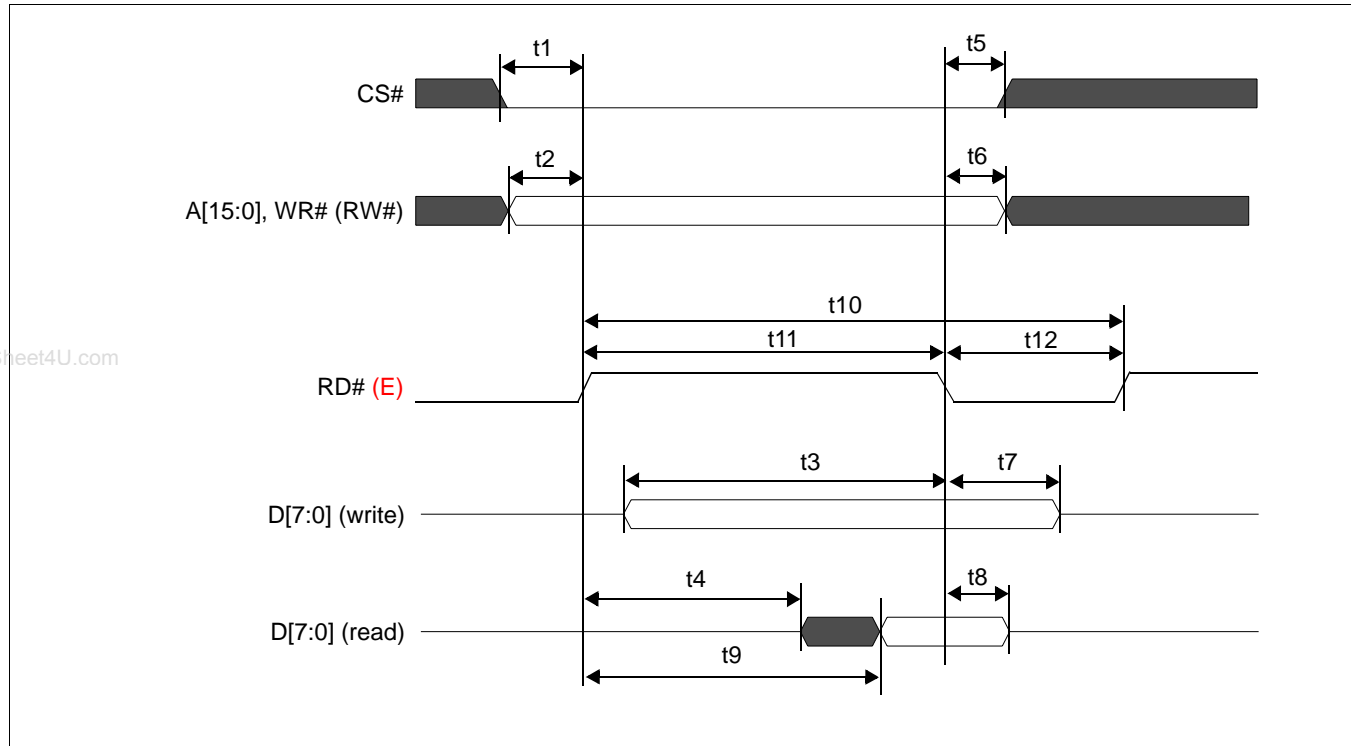 t1
t5
CS#
t2
t6
A[15:0], WR# (RW#)
t10
t11
t12
heet4U.com
RD# (E)
t3
t7
D[7:0] (write)
t4
t8
D[7:0] (read)
t9